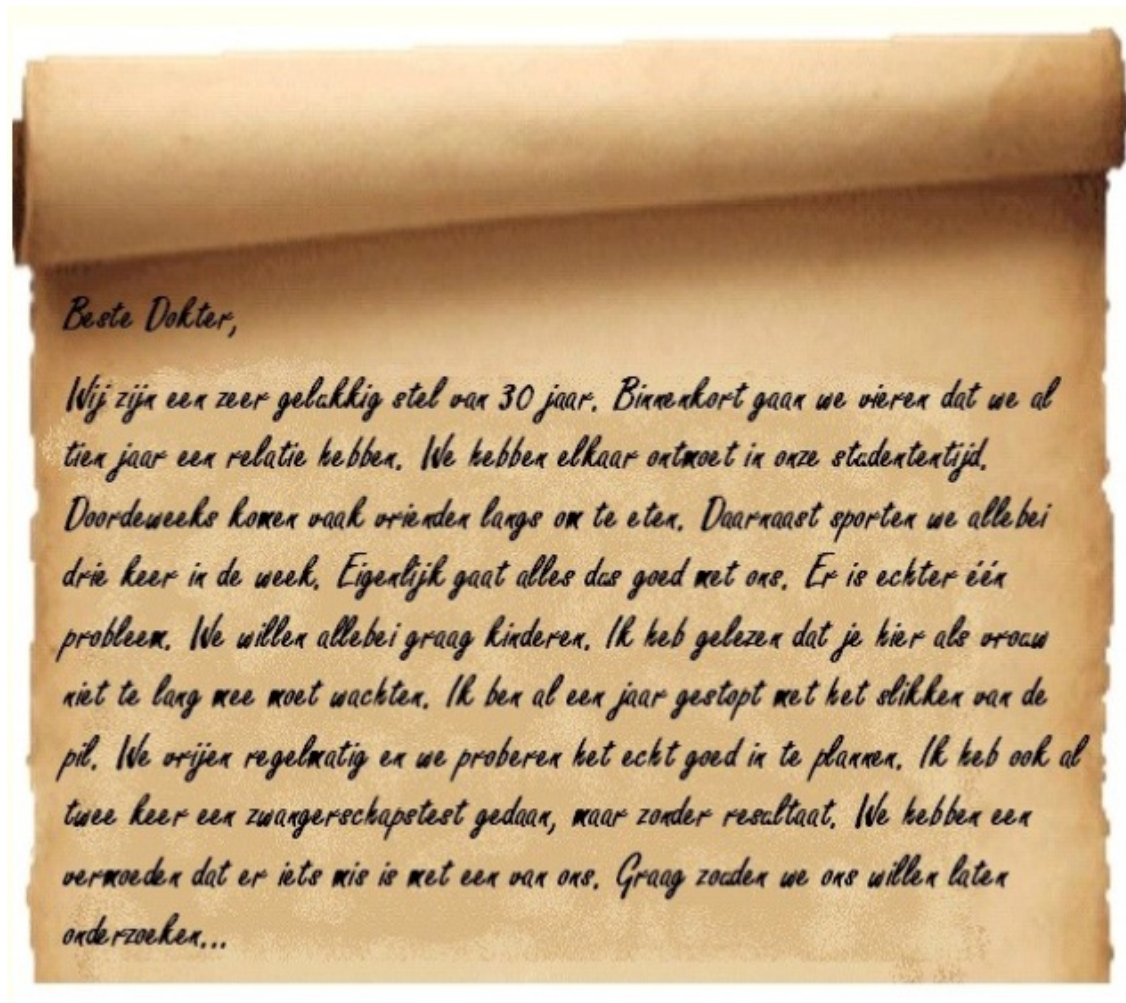 Beste Dokter,
Wij zijn een zeer gelukkig stel van 30 jaar. Binnenkort gaan we vieren dat we al
tien jaar een relatie hebben. We hebben elkaar ontmoet in onze studententijd.
Doordeweeks komen vaak vrienden langs om te eten. Daarnaast sporten we allebei
drie keer in de week. Eigenlijk gaat alles dus goed met ons. Er is echter één
probleem. We willen allebei graag kinderen. Ik heb gelezen dat je hier als vrouw
niet te lang mee moet wachten. Ik ben al een jaar gestopt met het slikken van de
pil. We vrijen regelmatig en we proberen het echt goed in te plannen. Ik heb ook al
twee keer een zwangerschapstest gedaan, maar zonder resultaat. We hebben een
vermoeden dat er iets mis is met een van ons. Graag zouden we ons willen laten
onderzoeken...